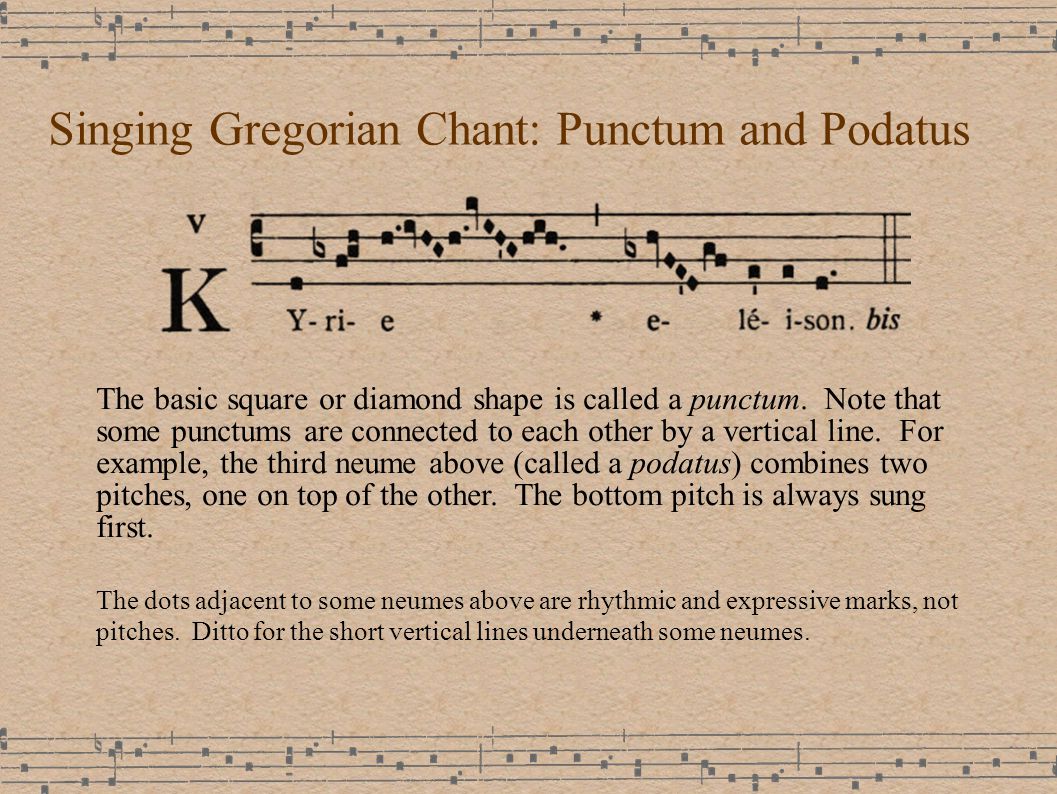 Singing Gregorian Chant: Punctum and Podatus
V
KY- ri- e * e- lé- i-son. bis
The basic square or diamond shape is called a punctum. Note that
some punctums are connected to each other by a vertical line. For
example, the third neume above (called a podatus) combines two
pitches, one on top of the other. The bottom pitch is always sung
first.
The dots adjacent to some neumes above are rhythmic and expressive marks, not
pitches. Ditto for the short vertical lines underneath some neumes.